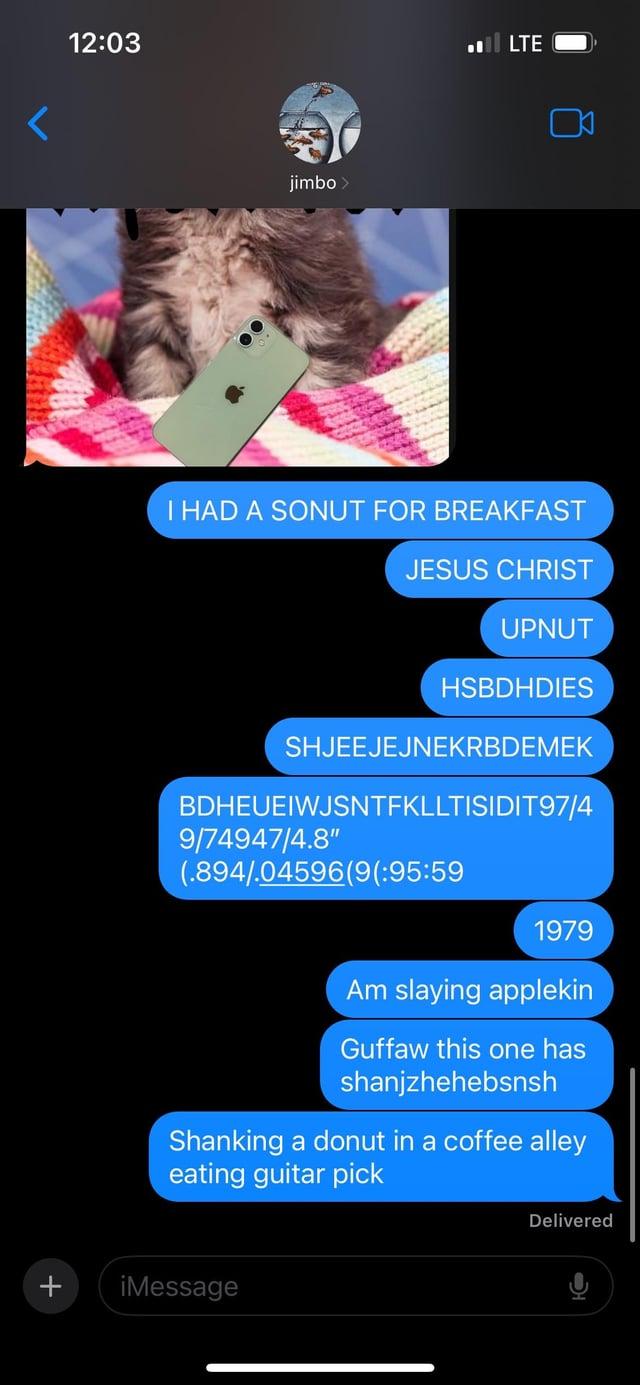 12:03
LTE
jimbo
I HAD A SONUT FOR BREAKFAST
JESUS CHRIST
UPNUT
HSBDHDIES
SHJEEJEJNEKRBDEMEK
BDHEUEIWJSNTFKLLTISIDIT97/4
9/74947/4.8”
(.894/.04596(9(:95:59
1979
Am slaying applekin
Guffaw this one has
shanjzhehebsnsh
Shanking a donut in a coffee alley
eating guitar pick
Delivered
iMessage